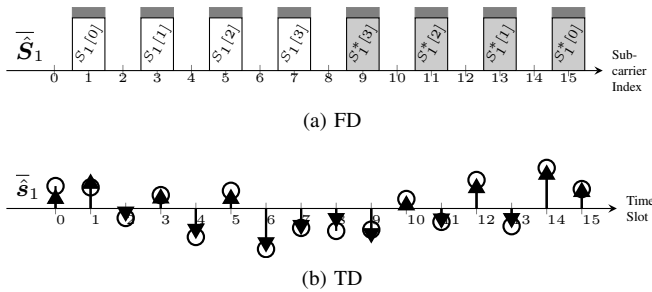 S₁[0] S₁[1] S₁[2] S₁[3] S₁*[3] S₁*[2] S₁*[1] S₁*[0]
Ŝ̅₁
0 1 2 3 4 5 6 7 8 9 10 11 12 13 14 15
Sub-
carrier
Index
(a) FD
ŝ̅₁
0 1 2 3 4 5 6 7 8 9 10 11 12 13 14 15
Time
Slot
(b) TD